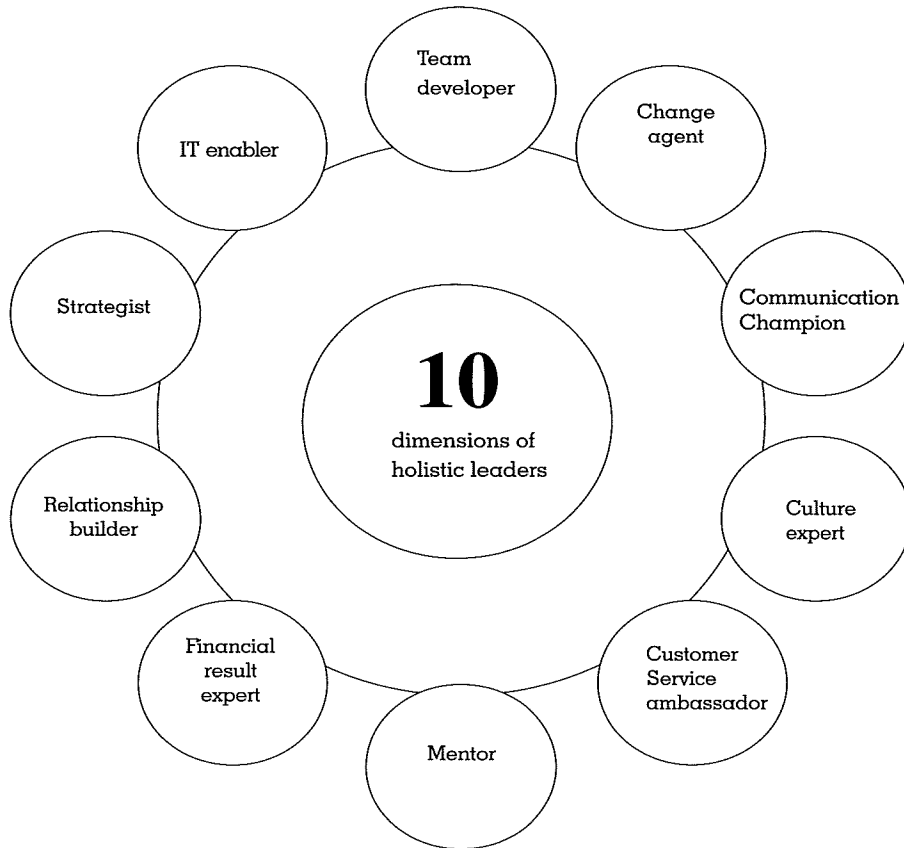 Team
developer
Change
agent
Communication
Champion
Culture
expert
Customer
Service
ambassador
Mentor
Financial
result
expert
Relationship
builder
Strategist
IT enabler
10
dimensions of
holistic leaders